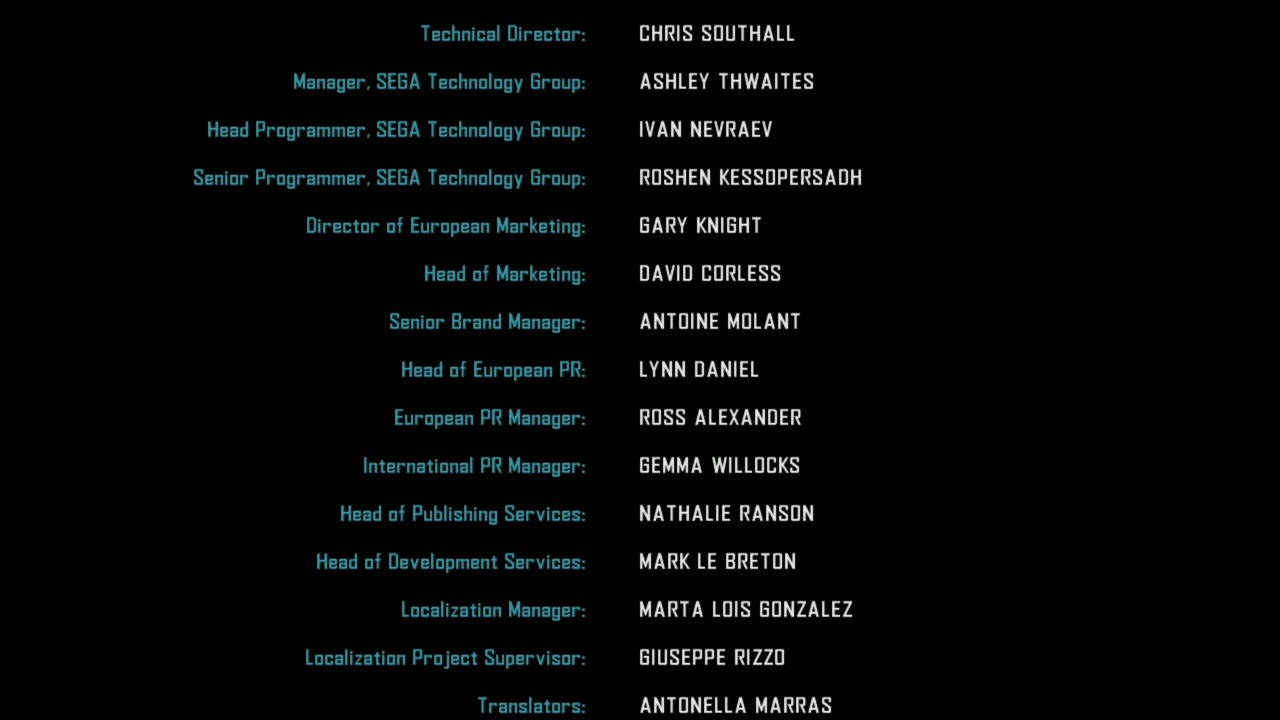 Technical Director: CHRIS SOUTHALL
Manager, SEGA Technology Group: ASHLEY THWAITES
Head Programmer, SEGA Technology Group: IVAN NEVRAEV
Senior Programmer, SEGA Technology Group: ROSHEN KESSOPERSADH
Director of European Marketing: GARY KNIGHT
Head of Marketing: DAVID CORLESS
Senior Brand Manager: ANTOINE MOLANT
Head of European PR: LYNN DANIEL
European PR Manager: ROSS ALEXANDER
International PR Manager: GEMMA WILLOCKS
Head of Publishing Services: NATHALIE RANSON
Head of Development Services: MARK LE BRETON
Localization Manager: MARTA LOIS GONZALEZ
Localization Project Supervisor: GIUSEPPE RIZZO
Translators: ANTONELLA MARRAS